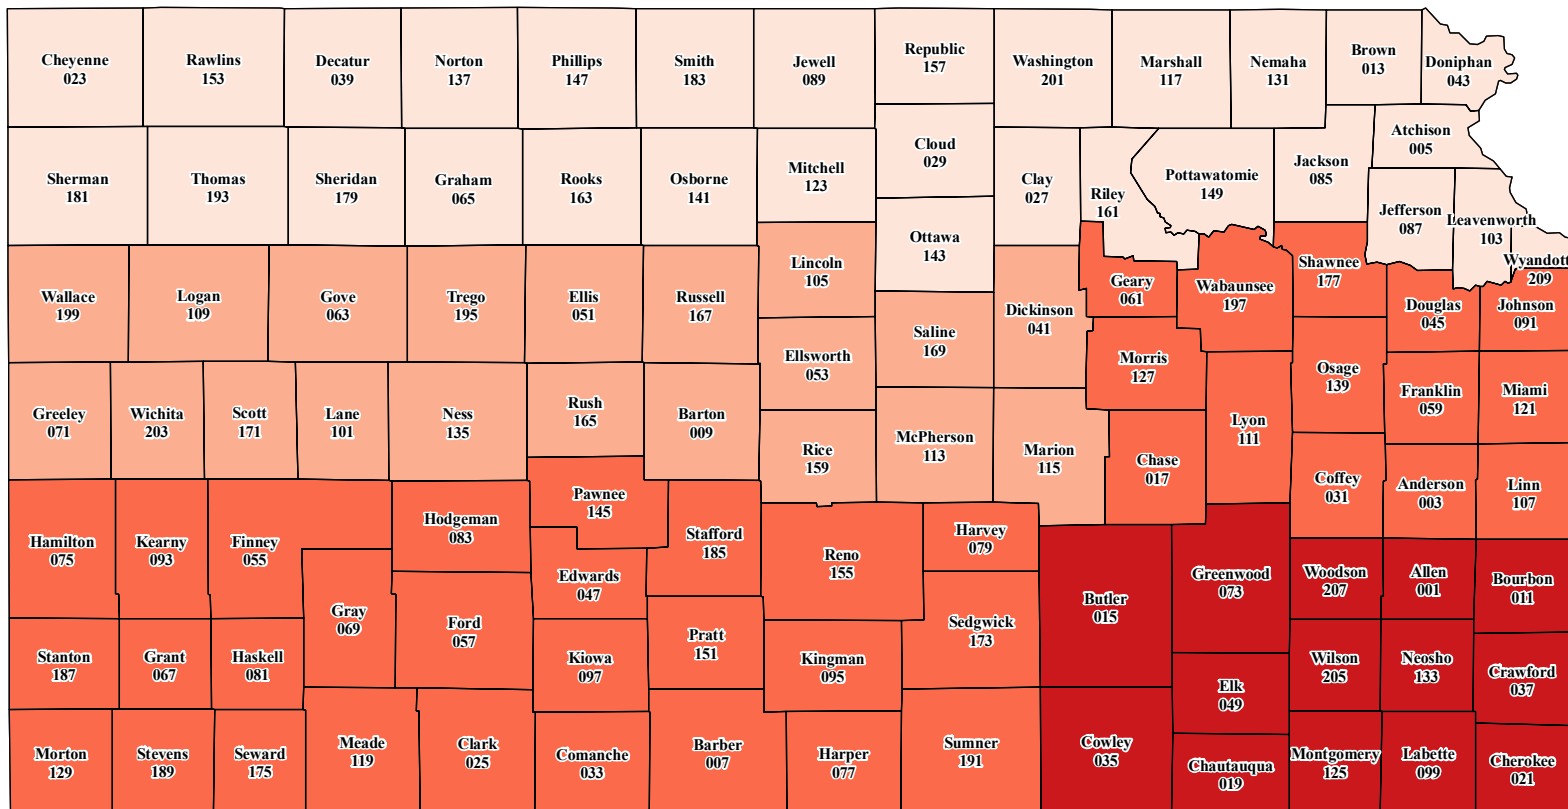 Cheyenne
023
Rawlins
153
Decatur
039
Norton
137
Phillips
147
Smith
183
Jewell
089
Republic
157
Washington
201
Marshall
117
Nemaha
131
Brown
013
Doniphan
043
Sherman
181
Thomas
193
Sheridan
179
Graham
065
Rooks
163
Osborne
141
Mitchell
123
Cloud
029
Clay
027
Riley
161
Pottawatomie
149
Jackson
085
Atchison
005
Jefferson
087
Leavenworth
103
Wyandott
209
Ottawa
143
Wallace
199
Logan
109
Gove
063
Trego
195
Ellis
051
Russell
167
Lincoln
105
Saline
169
Dickinson
041
Geary
061
Wabaunsee
197
Shawnee
177
Douglas
045
Johnson
091
Ellsworth
053
Morris
127
Osage
139
Franklin
059
Miami
121
Greeley
071
Wichita
203
Scott
171
Lane
101
Ness
135
Rush
165
Barton
009
Rice
159
McPherson
113
Marion
115
Chase
017
Lyon
111
Coffey
031
Anderson
003
Linn
107
Hamilton
075
Kearny
093
Finney
055
Hodgeman
083
Pawnee
145
Stafford
185
Reno
155
Harvey
079
Gray
069
Ford
057
Edwards
047
Butler
015
Greenwood
073
Woodson
207
Allen
001
Bourbon
011
Stanton
187
Grant
067
Haskell
081
Kiowa
097
Pratt
151
Kingman
095
Sedgwick
173
Elk
049
Wilson
205
Neosho
133
Crawford
037
Morton
129
Stevens
189
Seward
175
Meade
119
Clark
025
Comanche
033
Barber
007
Harper
077
Sumner
191
Cowley
035
Chautauqua
019
Montgomery
125
Labette
099
Cherokee
021